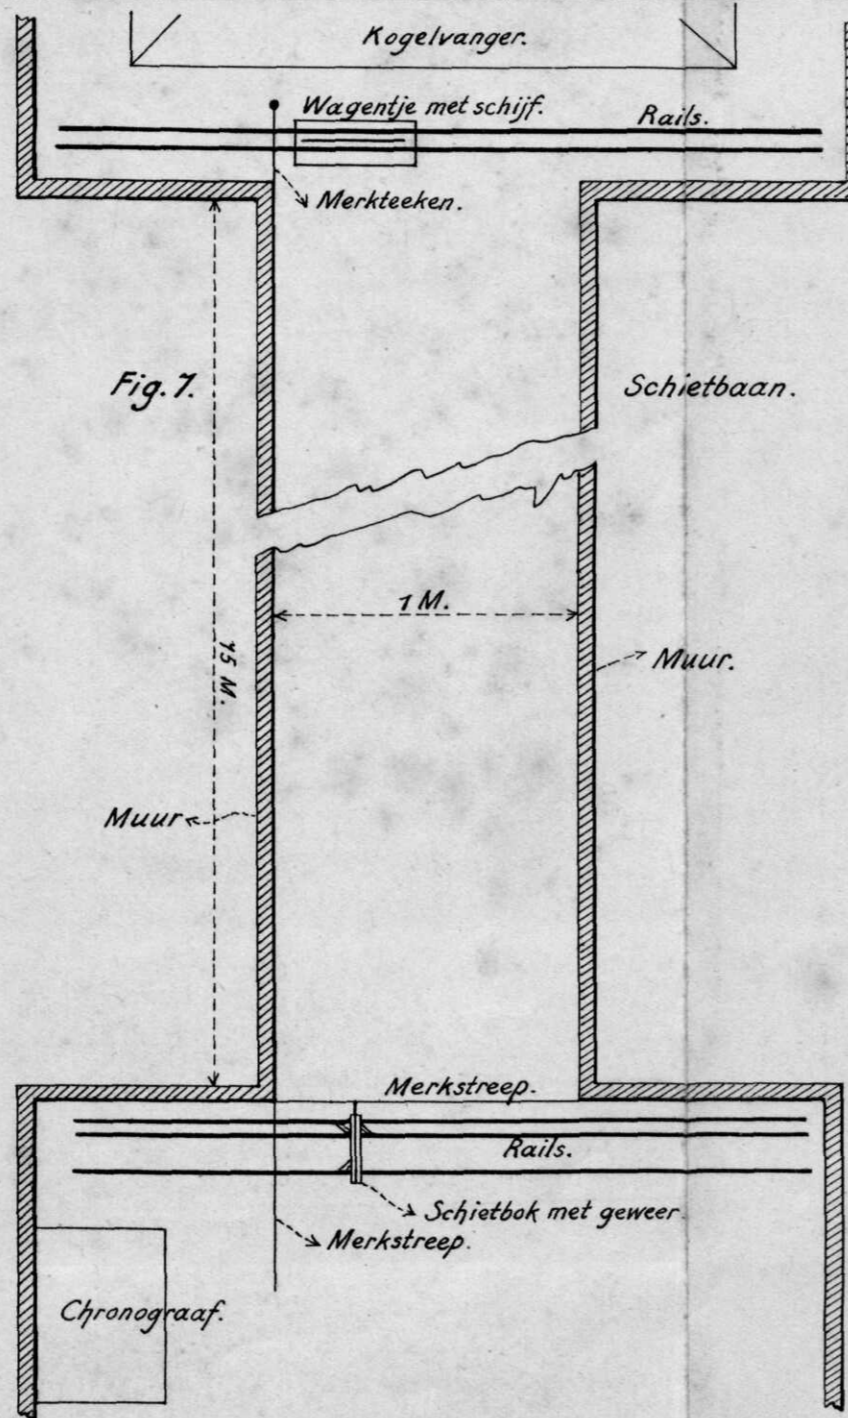 Kogelvanger.
Wagentje met schijf.
Rails.
Merkteeken.
Fig. 1.
Schietbaan.
1 M.
15 M.
Muur.
Muur
Merkstreep.
Rails.
Schietbok met geweer
Merkstreep.
Chronograaf.